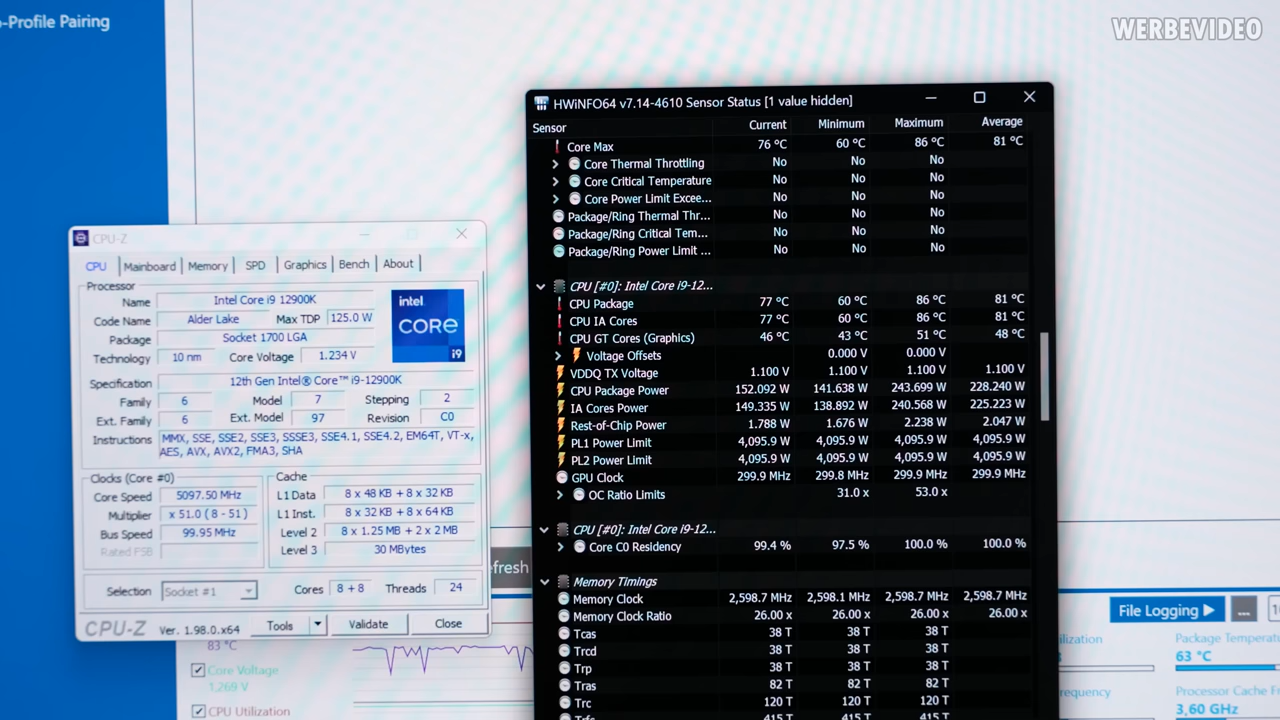 -Profile Pairing
WERBEVIDEO
CPU-Z
CPU Mainboard Memory SPD Graphics Bench About
Processor
Name Intel Core i9 12900K
Code Name Alder Lake Max TDP 125.0 W
Package Socket 1700 LGA
Technology 10 nm Core Voltage 1.234 V
intel
CORE
i9
Specification 12th Gen Intel® Core™ i9-12900K
Family 6 Model 7 Stepping 2
Ext. Family 6 Ext. Model 97 Revision C0
Instructions MMX, SSE, SSE2, SSE3, SSSE3, SSE4.1, SSE4.2, EM64T, VT-x,
AES, AVX, AVX2, FMA3, SHA
Clocks (Core #0)
Core Speed 5097.50 MHz
Multiplier x 51.0 ( 8 - 51 )
Bus Speed 99.95 MHz
Rated FSB
Cache
L1 Data 8 x 48 KB + 8 x 32 KB
L1 Inst. 8 x 32 KB + 8 x 64 KB
Level 2 8 x 1.25 MB + 2 x 2 MB
Level 3 30 MBytes
Selection Socket #1 Cores 8 + 8 Threads 24
CPU-Z Ver. 1.98.0.x64 Tools Validate Close
83 °C
Core Voltage
1,269 V
CPU Utilization
efresh
HWiNFO64 v7.14-4610 Sensor Status [1 value hidden]
Sensor Current Minimum Maximum Average
Core Max 76 °C 60 °C 86 °C 81 °C
Core Thermal Throttling No No No
Core Critical Temperature No No No
Core Power Limit Excee... No No No
Package/Ring Thermal Thr... No No No
Package/Ring Critical Tem... No No No
Package/Ring Power Limit ... No No No
CPU [#0]: Intel Core i9-12...
CPU Package 77 °C 60 °C 86 °C 81 °C
CPU IA Cores 77 °C 60 °C 86 °C 81 °C
CPU GT Cores (Graphics) 46 °C 43 °C 51 °C 48 °C
Voltage Offsets 0.000 V 0.000 V
VDDQ TX Voltage 1.100 V 1.100 V 1.100 V 1.100 V
CPU Package Power 152.092 W 141.638 W 243.699 W 228.240 W
IA Cores Power 149.335 W 138.892 W 240.568 W 225.223 W
Rest-of-Chip Power 1.788 W 1.676 W 2.238 W 2.047 W
PL1 Power Limit 4,095.9 W 4,095.9 W 4,095.9 W 4,095.9 W
PL2 Power Limit 4,095.9 W 4,095.9 W 4,095.9 W 4,095.9 W
GPU Clock 299.9 MHz 299.8 MHz 299.9 MHz 299.9 MHz
OC Ratio Limits 31.0 x 53.0 x
CPU [#0]: Intel Core i9-12...
Core C0 Residency 99.4 % 97.5 % 100.0 % 100.0 %
Memory Timings
Memory Clock 2,598.7 MHz 2,598.1 MHz 2,598.7 MHz 2,598.7 MHz
Memory Clock Ratio 26.00 x 26.00 x 26.00 x 26.00 x
Tcas 38 T 38 T 38 T
Trcd 38 T 38 T 38 T
Trp 38 T 38 T 38 T
Tras 82 T 82 T 82 T
Trc 120 T 120 T 120 T
Trfc 415 T 415 T 415 T
File Logging ...
ilization
Package Temperatu
63 °C
equency
Processor Cache Fr
3,60 GHz